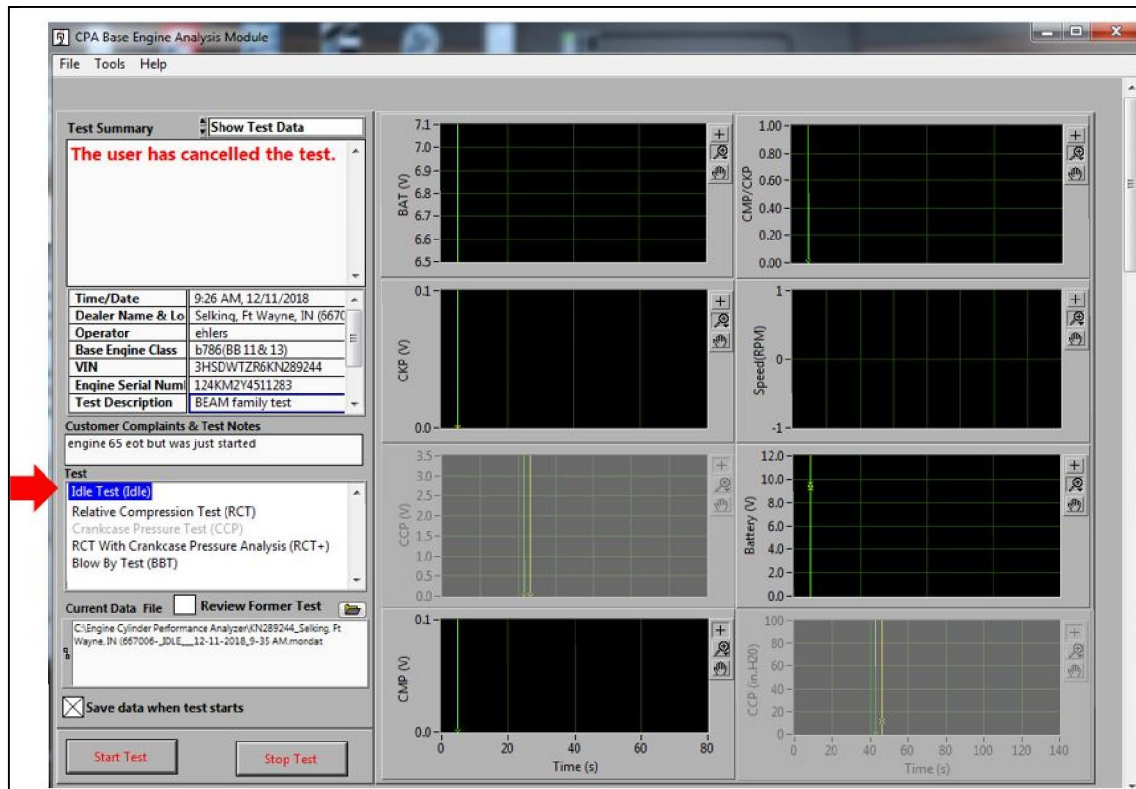 CPA Base Engine Analysis Module
File Tools Help
Test Summary
Show Test Data
The user has cancelled the test.
Time/Date 9:26 AM, 12/11/2018
Dealer Name & Lo Selking, Ft Wayne, IN (6670
Operator ehlers
Base Engine Class b786(BB 11& 13)
VIN 3HSDWTZR6KN289244
Engine Serial Num 124KM2Y4511283
Test Description BEAM family test
Customer Complaints & Test Notes
engine 65 eot but was just started
Test
Idle Test (Idle)
Relative Compression Test (RCT)
Crankcase Pressure Test (CCP)
RCT With Crankcase Pressure Analysis (RCT+)
Blow By Test (BBT)
Current Data File
Review Former Test
C:\Engine Cylinder Performance Analyzer\KN289244_Selking, Ft
Wayne, IN (667006-_IDLE__12-11-2018_9-35 AM.mondat
Save data when test starts
Start Test
Stop Test
BAT (V)
7.1
7.0
6.9
6.8
6.7
6.6
6.5
CMP/CKP
1.00
0.80
0.60
0.40
0.20
0.00
CKP (V)
0.1
0.0
Speed(RPM)
1
0
-1
CCP (V)
3.5
3.0
2.5
2.0
1.5
1.0
0.5
0.0
Battery (V)
12.0
10.0
8.0
6.0
4.0
2.0
0.0
CMP (V)
0.1
0.0
0 20 40 60 80
Time (s)
CCP (in.H20)
100
80
60
40
20
0
0 20 40 60 80 100 120 140
Time (s)